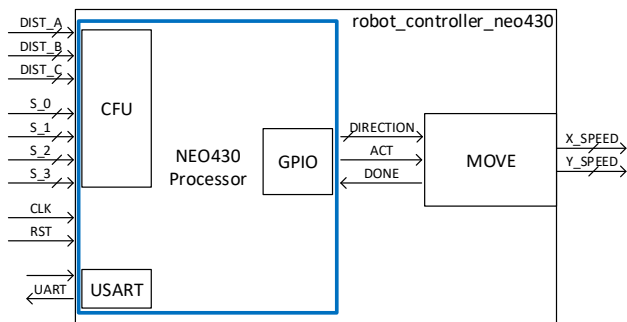 robot_controller_neo430
DIST_A
DIST_B
DIST_C
S_0
S_1
S_2
S_3
CLK
RST
UART
CFU
NEO430
Processor
GPIO
USART
DIRECTION
ACT
DONE
MOVE
X_SPEED
Y_SPEED